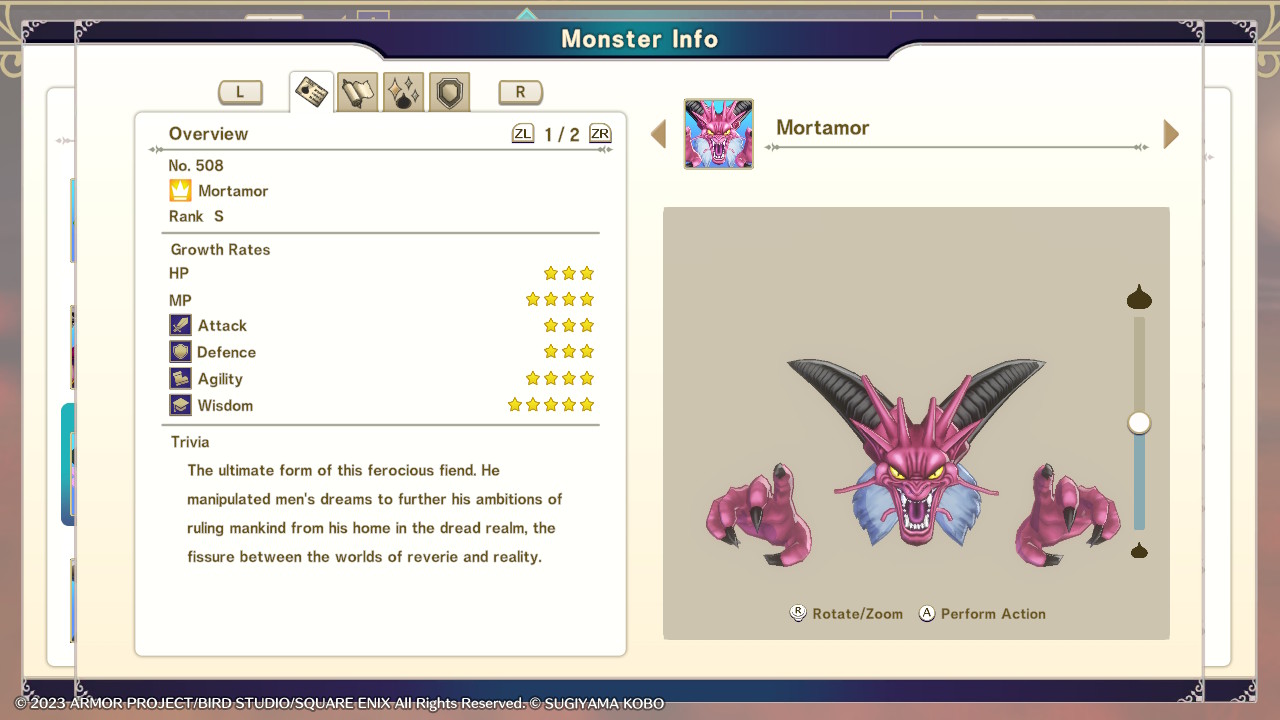 Monster Info
L
R
Overview
ZL 1 / 2 ZR
No. 508
Mortamor
Rank S
Growth Rates
HP
MP
Attack
Defence
Agility
Wisdom
Trivia
The ultimate form of this ferocious fiend. He
manipulated men's dreams to further his ambitions of
ruling mankind from his home in the dread realm, the
fissure between the worlds of reverie and reality.
Mortamor
R Rotate/Zoom A Perform Action
© 2023 ARMOR PROJECT/BIRD STUDIO/SQUARE ENIX All Rights Reserved. © SUGIYAMA KOBO